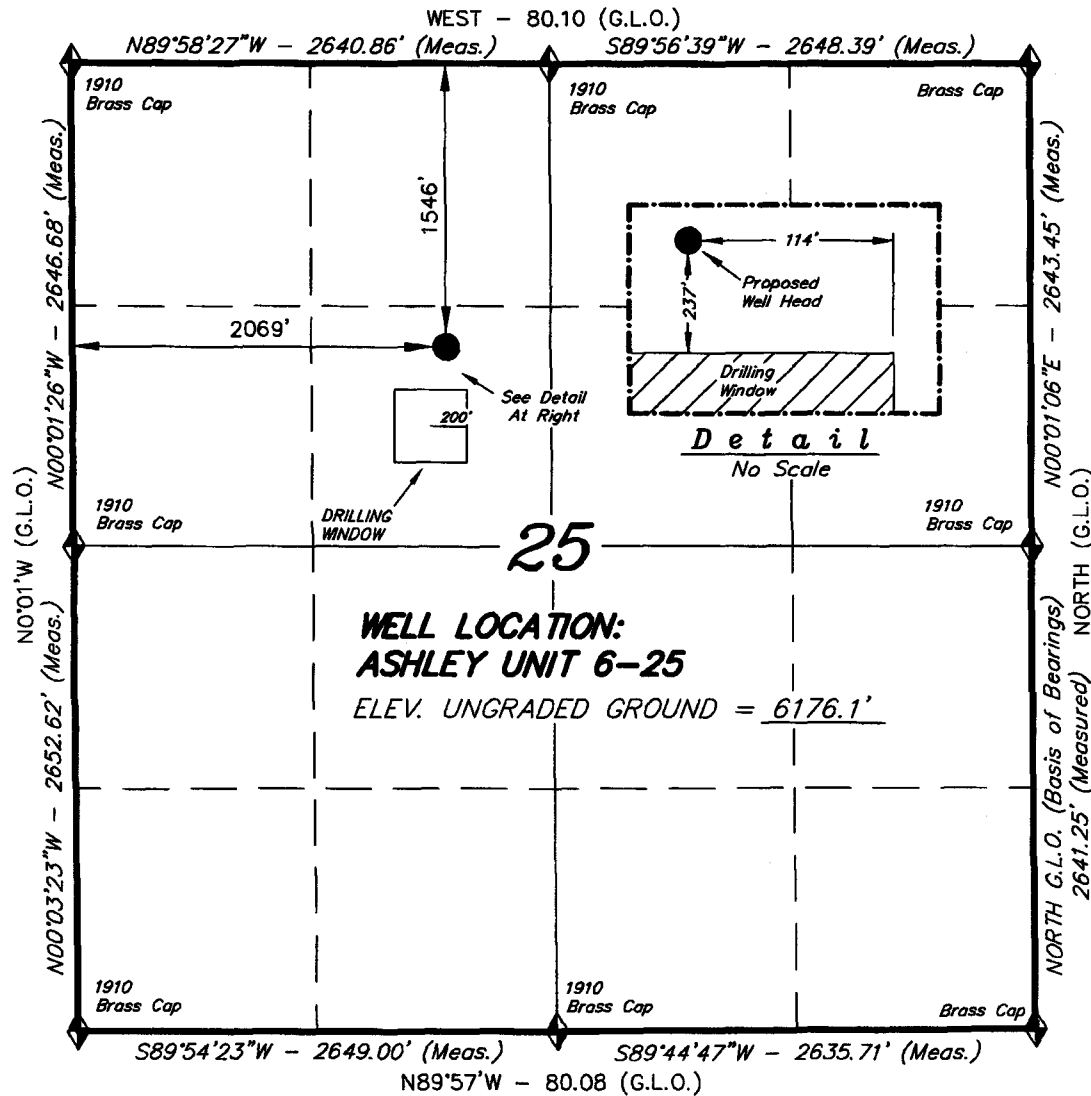 WEST - 80.10 (G.L.O.)
N89°58'27"W - 2640.86' (Meas.)
S89°56'39"W - 2648.39' (Meas.)
1910
Brass Cap
1910
Brass Cap
Brass Cap
N00°01'26"W - 2646.68' (Meas.)
1546'
2069'
See Detail
At Right
200'
DRILLING
WINDOW
114'
237'
Proposed
Well Head
Drilling
Window
Detail
No Scale
N00°01'06"E - 2643.45' (Meas.)
1910
Brass Cap
1910
Brass Cap
N0°01'W (G.L.O.)
NORTH (G.L.O.)
25
WELL LOCATION:
ASHLEY UNIT 6-25
ELEV. UNGRADED GROUND = 6176.1'
N00°03'23"W - 2652.62' (Meas.)
NORTH G.L.O. (Basis of Bearings)
2641.25' (Measured)
1910
Brass Cap
1910
Brass Cap
Brass Cap
S89°54'23"W - 2649.00' (Meas.)
S89°44'47"W - 2635.71' (Meas.)
N89°57'W - 80.08 (G.L.O.)